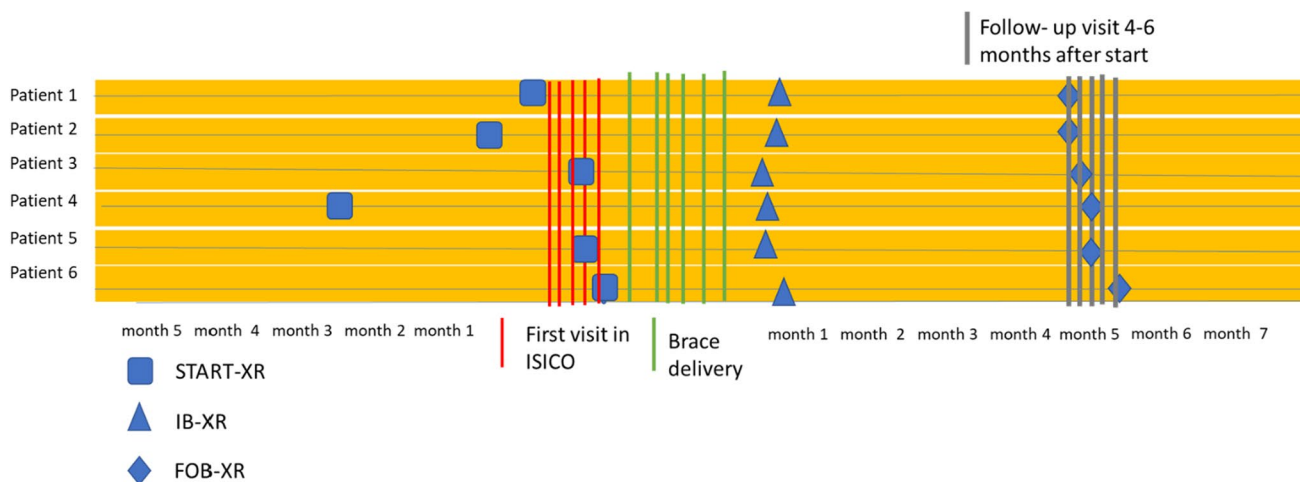 Follow- up visit 4-6
months after start
Patient 1
Patient 2
Patient 3
Patient 4
Patient 5
Patient 6
month 5 month 4 month 3 month 2 month 1
month 1 month 2 month 3 month 4 month 5 month 6 month 7
First visit in
ISICO
Brace
delivery
START-XR
IB-XR
FOB-XR